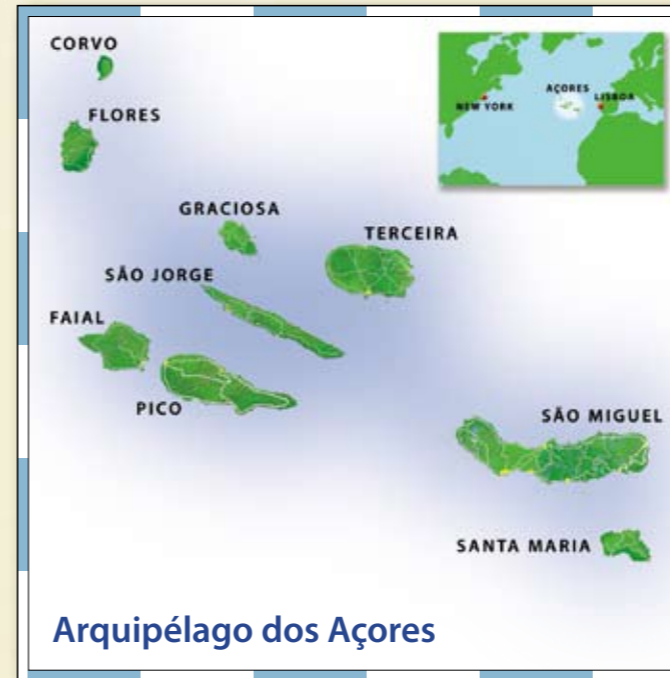 CORVO
FLORES
AÇORES
LISBOA
NEW YORK
GRACIOSA
TERCEIRA
SÃO JORGE
FAIAL
PICO
SÃO MIGUEL
SANTA MARIA
Arquipélago dos Açores